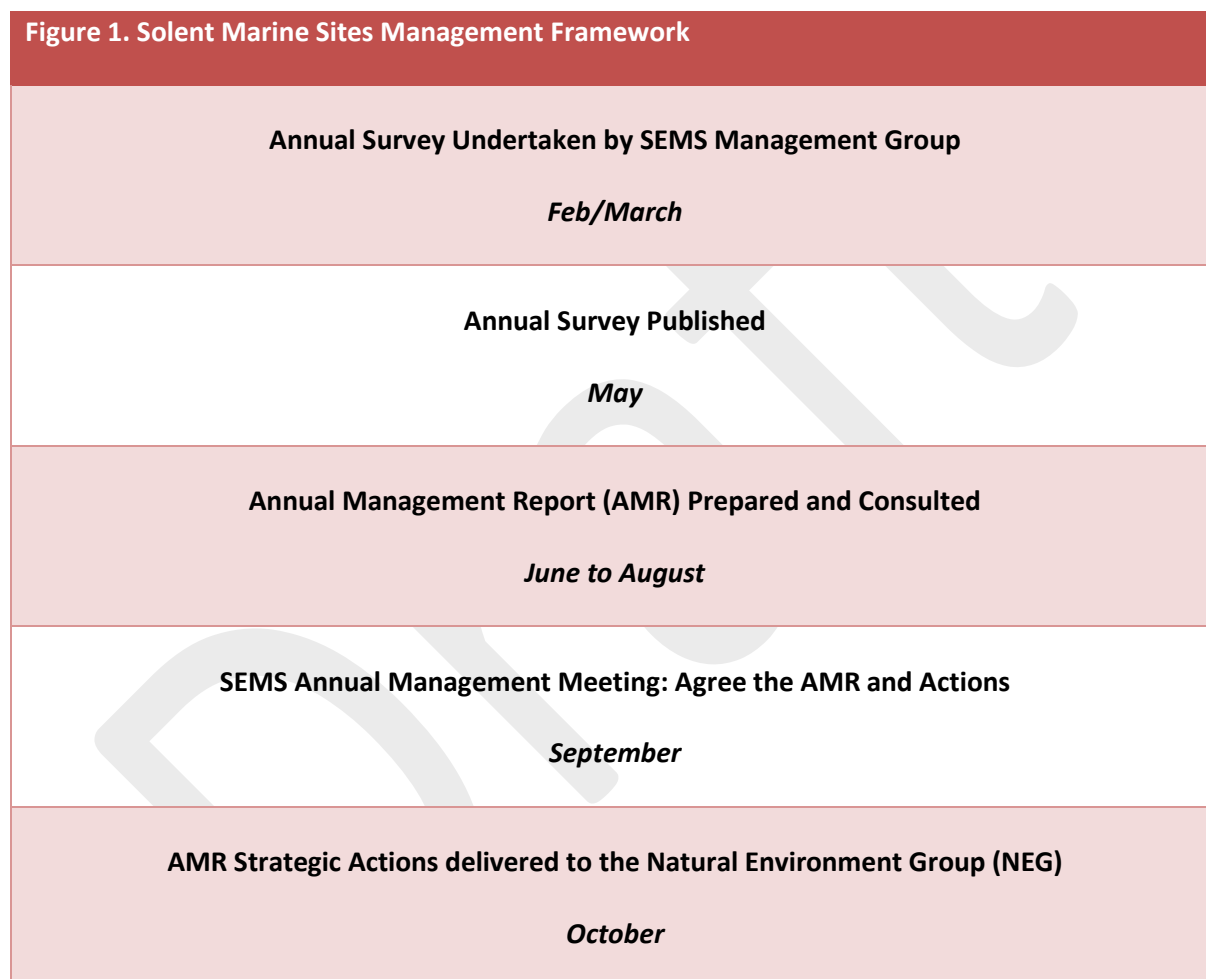 Figure 1. Solent Marine Sites Management Framework
Annual Survey Undertaken by SEMS Management Group
Feb/March
Annual Survey Published
May
Annual Management Report (AMR) Prepared and Consulted
June to August
SEMS Annual Management Meeting: Agree the AMR and Actions
September
AMR Strategic Actions delivered to the Natural Environment Group (NEG)
October
Draft